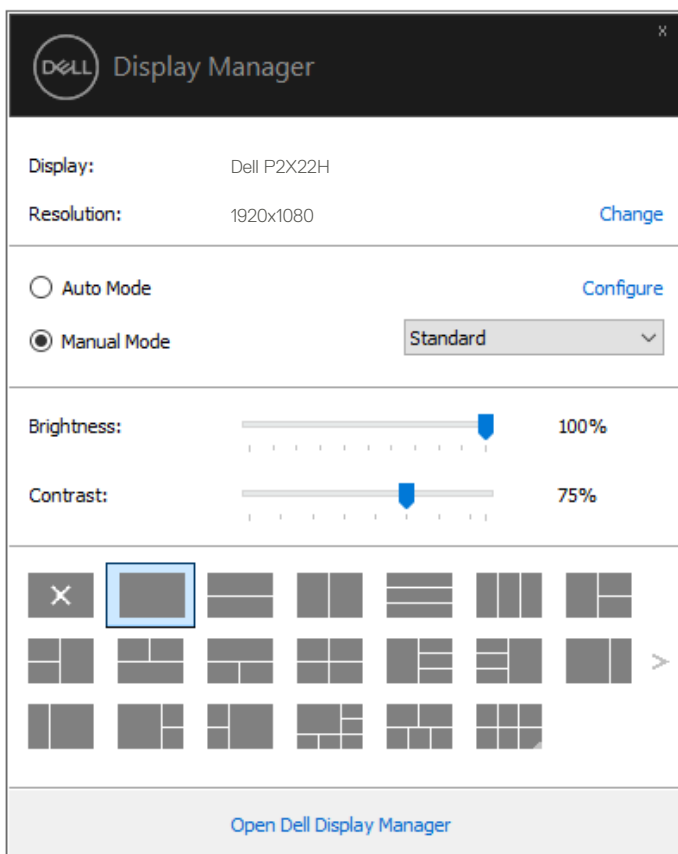 x
DELL Display Manager
Display: Dell P2X22H
Resolution: 1920x1080 Change
Auto Mode Configure
Manual Mode Standard
Brightness: 100%
Contrast: 75%
Open Dell Display Manager